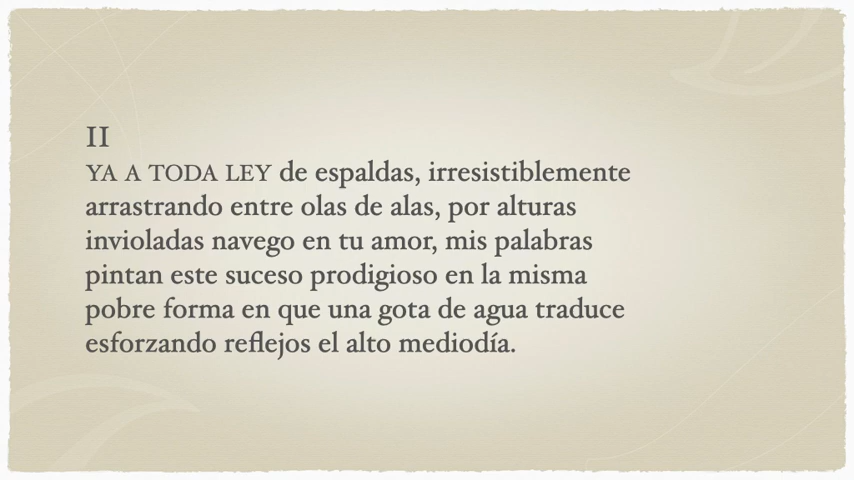 II
YA A TODA LEY de espaldas, irresistiblemente
arrastrando entre olas de alas, por alturas
invioladas navego en tu amor, mis palabras
pintan este suceso prodigioso en la misma
pobre forma en que una gota de agua traduce
esforzando reflejos el alto mediodía.